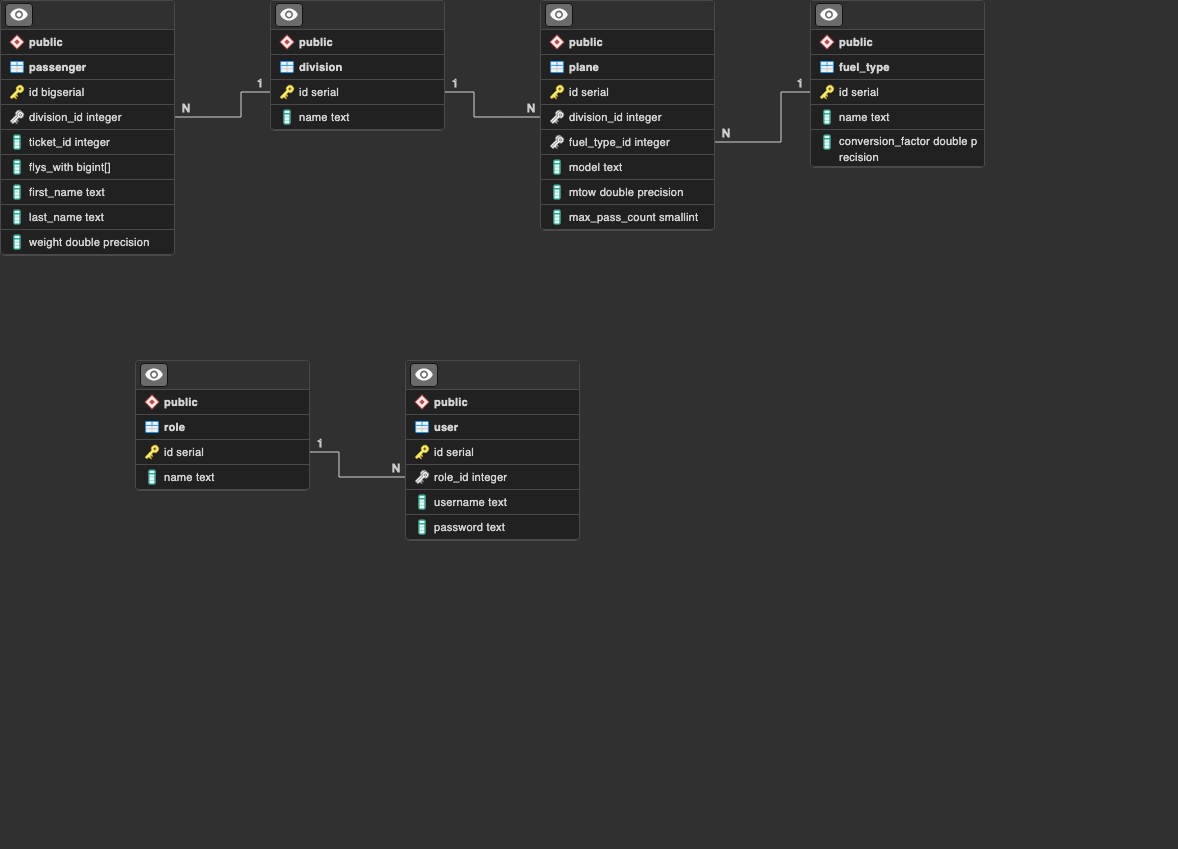 public
passenger
id bigserial
division_id integer
ticket_id integer
flys_with bigint[]
first_name text
last_name text
weight double precision
N
1
public
division
id serial
name text
1
N
public
plane
id serial
division_id integer
fuel_type_id integer
model text
mtow double precision
max_pass_count smallint
N
1
public
fuel_type
id serial
name text
conversion_factor double p
recision
public
role
id serial
name text
1
N
public
user
id serial
role_id integer
username text
password text